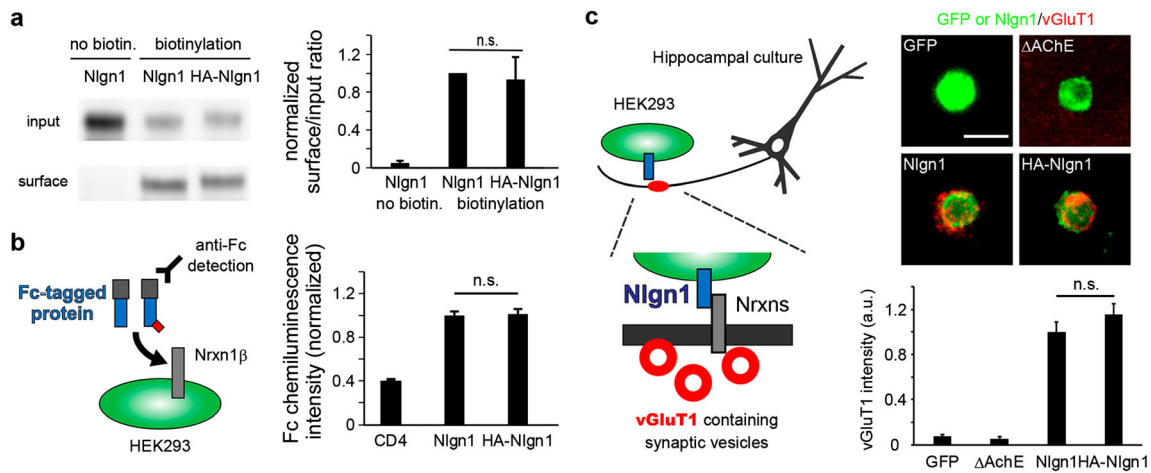 a
no biotin.
biotinylation
Nlgn1
Nlgn1 HA-Nlgn1
input
surface
normalized
surface/input ratio
1.2
0.8
0.4
0
n.s.
Nlgn1
no biotin.
Nlgn1 HA-Nlgn1
biotinylation
b
anti-Fc
detection
Fc-tagged
protein
Nrxn1β
HEK293
Fc chemiluminescence
intensity (normalized)
1.2
0.8
0.4
0
n.s.
CD4
Nlgn1 HA-Nlgn1
c
Hippocampal culture
HEK293
Nlgn1
Nrxns
vGluT1 containing
synaptic vesicles
GFP or Nlgn1/vGluT1
GFP
ΔAChE
Nlgn1
HA-Nlgn1
vGluT1 intensity (a.u.)
1.2
0.8
0.4
0
n.s.
GFP
ΔAChE
Nlgn1 HA-Nlgn1